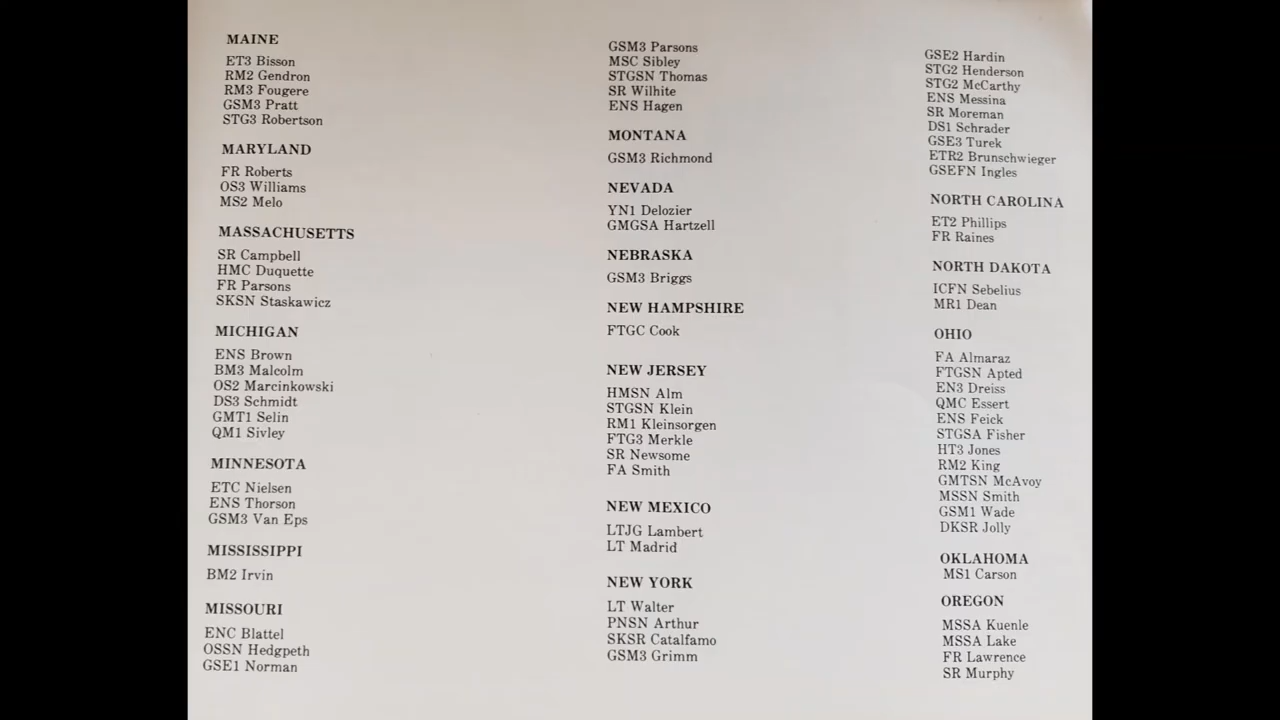 MAINE
ET3 Bisson
RM2 Gendron
RM3 Fougere
GSM3 Pratt
STG3 Robertson
MARYLAND
FR Roberts
OS3 Williams
MS2 Melo
MASSACHUSETTS
SR Campbell
HMC Duquette
FR Parsons
SKSN Staskawicz
MICHIGAN
ENS Brown
BM3 Malcolm
OS2 Marcinkowski
DS3 Schmidt
GMT1 Selin
QM1 Sivley
MINNESOTA
ETC Nielsen
ENS Thorson
GSM3 Van Eps
MISSISSIPPI
BM2 Irvin
MISSOURI
ENC Blattel
OSSN Hedgpeth
GSE1 Norman
GSM3 Parsons
MSC Sibley
STGSN Thomas
SR Wilhite
ENS Hagen
MONTANA
GSM3 Richmond
NEVADA
YN1 Delozier
GMGSA Hartzell
NEBRASKA
GSM3 Briggs
NEW HAMPSHIRE
FTGC Cook
NEW JERSEY
HMSN Alm
STGSN Klein
RM1 Kleinsorgen
FTG3 Merkle
SR Newsome
FA Smith
NEW MEXICO
LTJG Lambert
LT Madrid
NEW YORK
LT Walter
PNSN Arthur
SKSR Catalfamo
GSM3 Grimm
GSE2 Hardin
STG2 Henderson
STG2 McCarthy
ENS Messina
SR Moreman
DS1 Schrader
GSE3 Turek
ETR2 Brunschwieger
GSEFN Ingles
NORTH CAROLINA
ET2 Phillips
FR Raines
NORTH DAKOTA
ICFN Sebelius
MR1 Dean
OHIO
FA Almaraz
FTGSN Apted
EN3 Dreiss
QMC Essert
ENS Feick
STGSA Fisher
HT3 Jones
RM2 King
GMTSN McAvoy
MSSN Smith
GSM1 Wade
DKSR Jolly
OKLAHOMA
MS1 Carson
OREGON
MSSA Kuenle
MSSA Lake
FR Lawrence
SR Murphy